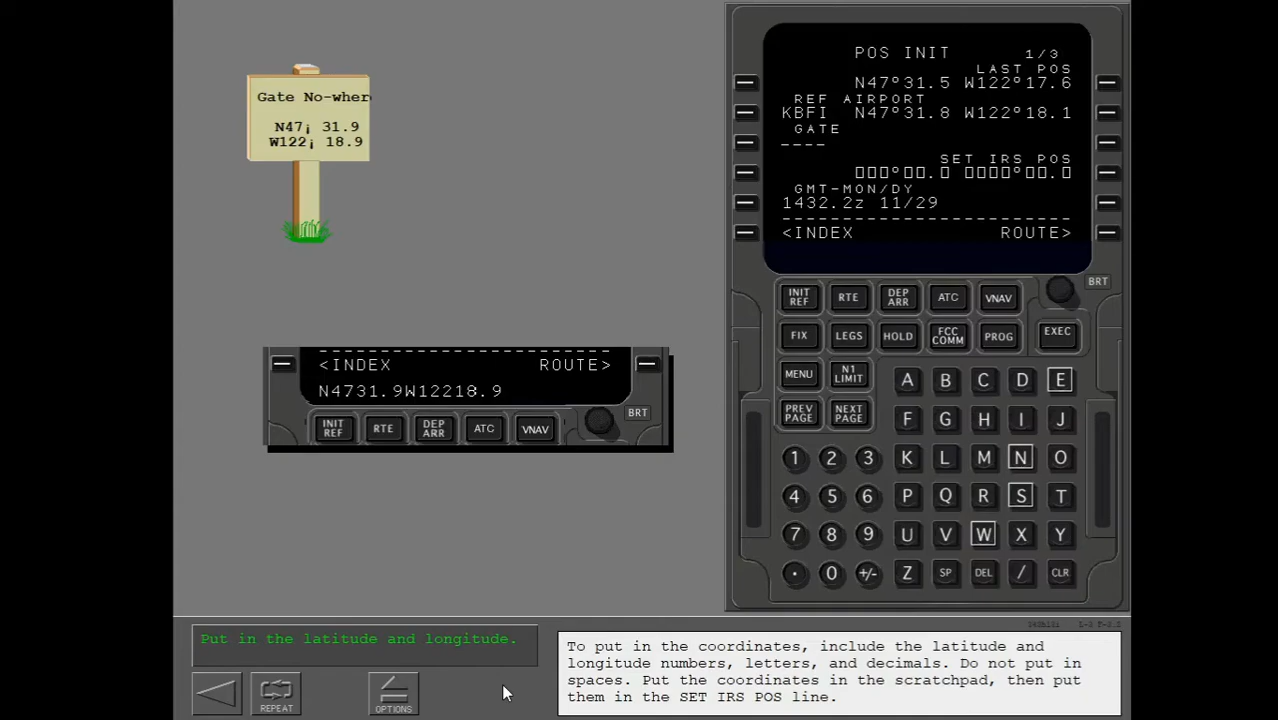 Gate No-wher
N47¡ 31.9
W122¡ 18.9
POS INIT 1/3
LAST POS
N47°31.5 W122°17.6
REF AIRPORT
KBFI N47°31.8 W122°18.1
GATE
----
SET IRS POS
▯▯▯°▯▯.▯ ▯▯▯▯°▯▯.▯
GMT-MON/DY
1432.2z 11/29
------------------------
<INDEX ROUTE>
------------------------
<INDEX ROUTE>
N4731.9W12218.9
INIT REF RTE DEP ARR ATC VNAV
BRT
INIT REF RTE DEP ARR ATC VNAV
BRT
FIX LEGS HOLD FCC COMM PROG EXEC
MENU N1 LIMIT
PREV PAGE NEXT PAGE
A B C D E
F G H I J
1 2 3 K L M N O
4 5 6 P Q R S T
7 8 9 U V W X Y
. 0 +/- Z SP DEL / CLR
Put in the latitude and longitude.
REPEAT
OPTIONS
To put in the coordinates, include the latitude and
longitude numbers, letters, and decimals. Do not put in
spaces. Put the coordinates in the scratchpad, then put
them in the SET IRS POS line.